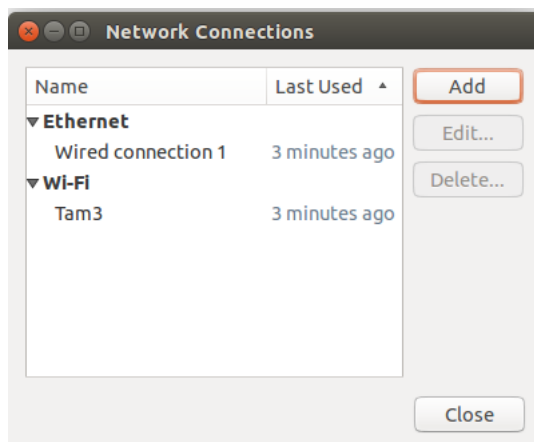 Network Connections
Name Last Used Add
Ethernet Edit...
Wired connection 1 3 minutes ago
Wi-Fi Delete...
Tam3 3 minutes ago
Close